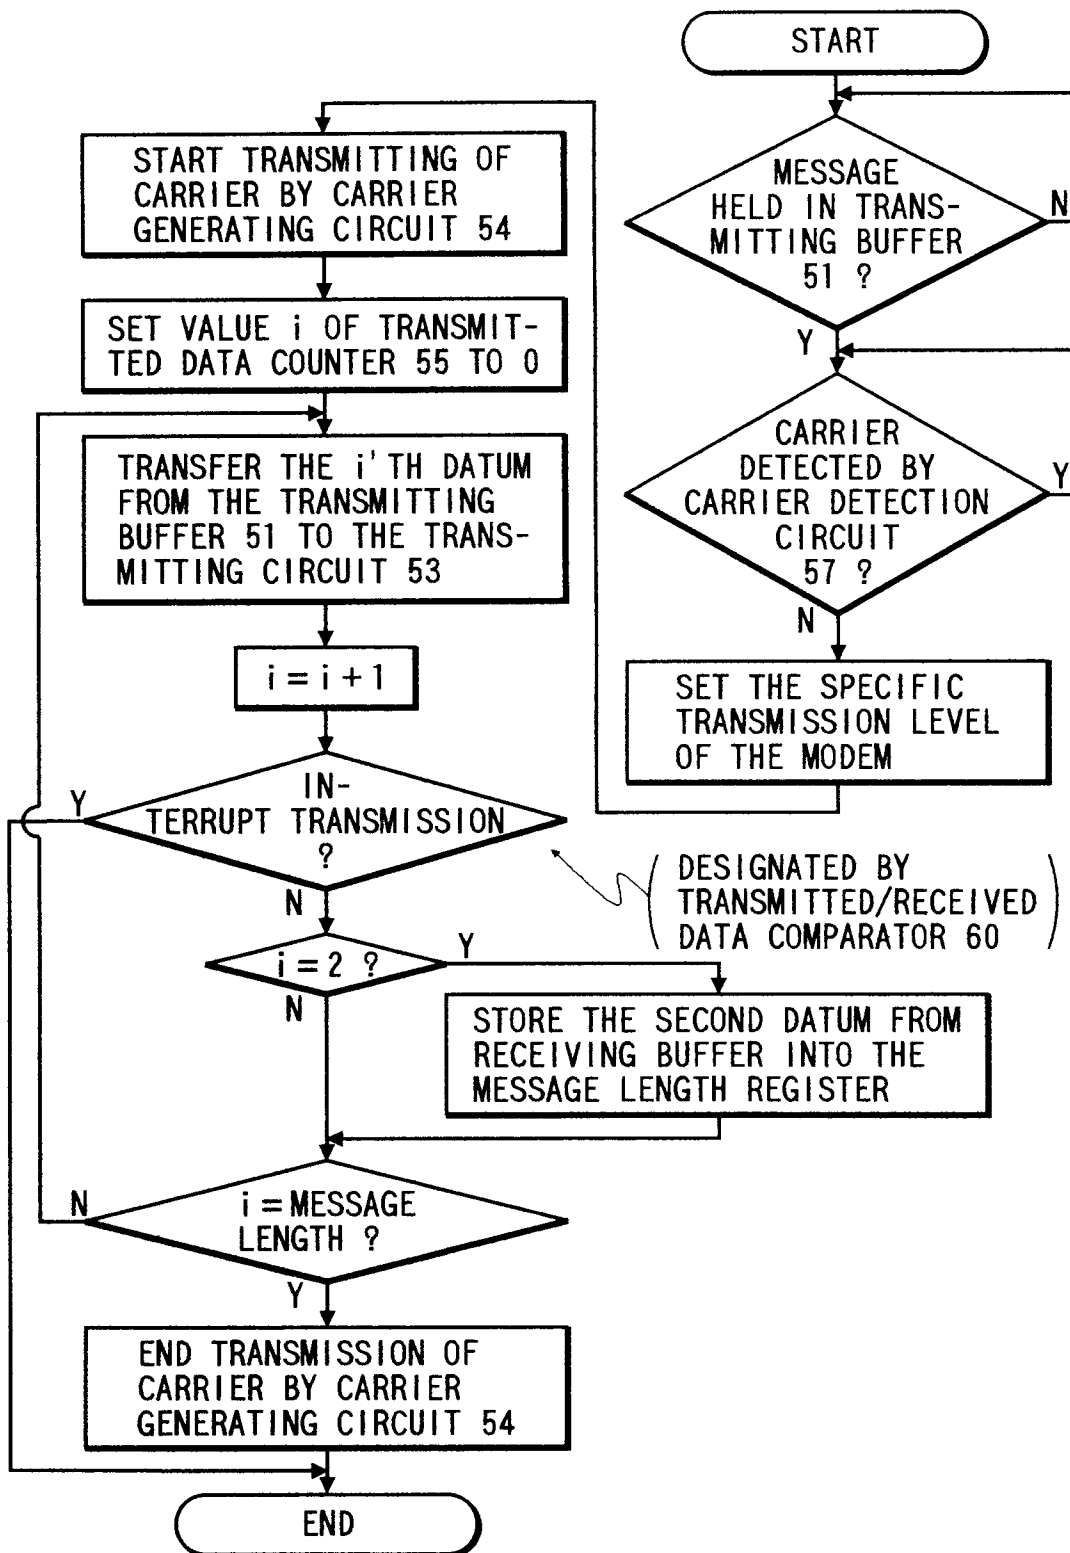 START
MESSAGE
HELD IN TRANS-
MITTING BUFFER
51 ?
N
Y
CARRIER
DETECTED BY
CARRIER DETECTION
CIRCUIT
57 ?
Y
N
SET THE SPECIFIC
TRANSMISSION LEVEL
OF THE MODEM
START TRANSMITTING OF
CARRIER BY CARRIER
GENERATING CIRCUIT 54
SET VALUE i OF TRANSMIT-
TED DATA COUNTER 55 TO 0
TRANSFER THE i'TH DATUM
FROM THE TRANSMITTING
BUFFER 51 TO THE TRANS-
MITTING CIRCUIT 53
i = i + 1
IN-
TERRUPT TRANSMISSION
?
Y
N
( DESIGNATED BY
TRANSMITTED/RECEIVED
DATA COMPARATOR 60 )
i = 2 ?
Y
N
STORE THE SECOND DATUM FROM
RECEIVING BUFFER INTO THE
MESSAGE LENGTH REGISTER
i = MESSAGE
LENGTH ?
N
Y
END TRANSMISSION OF
CARRIER BY CARRIER
GENERATING CIRCUIT 54
END